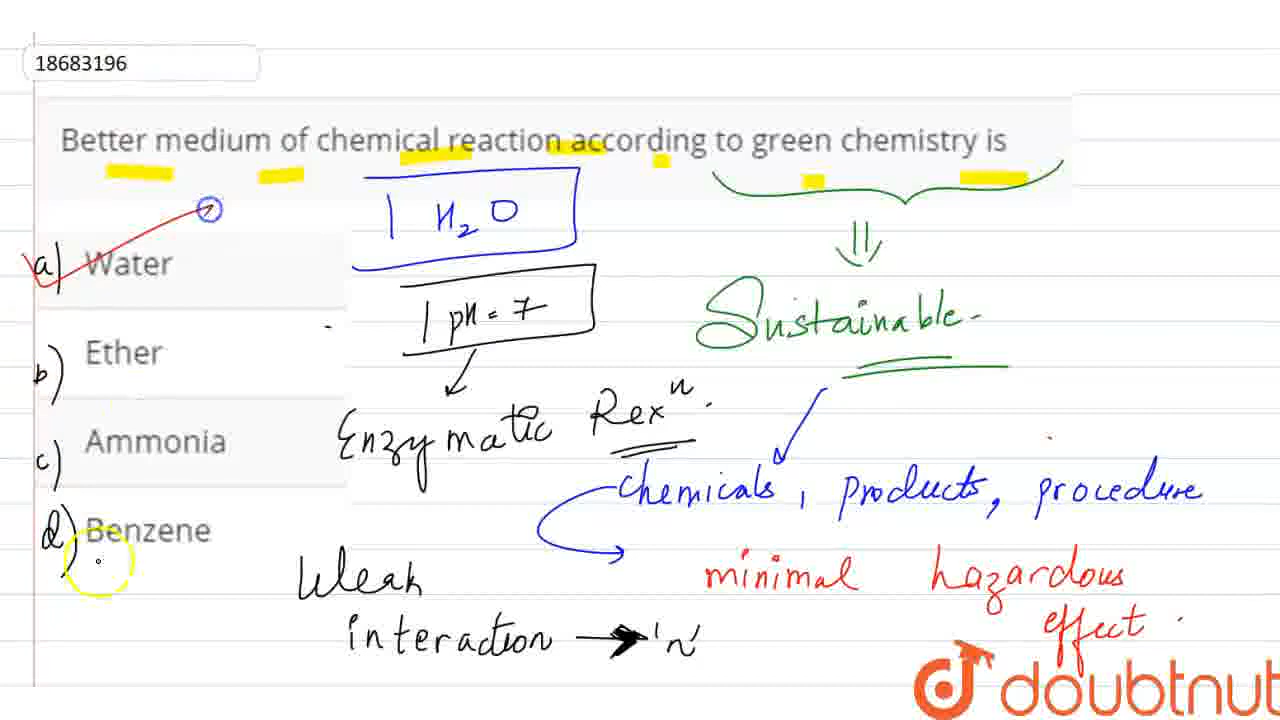 18683196
Better medium of chemical reaction according to green chemistry is
H2O
a) Water
pH = 7
Sustainable
b) Ether
Enzymatic Rexn.
c) Ammonia
chemicals, products, procedure
d) Benzene
Weak
minimal hazardous
interaction → 'n'
effect
doubtnut